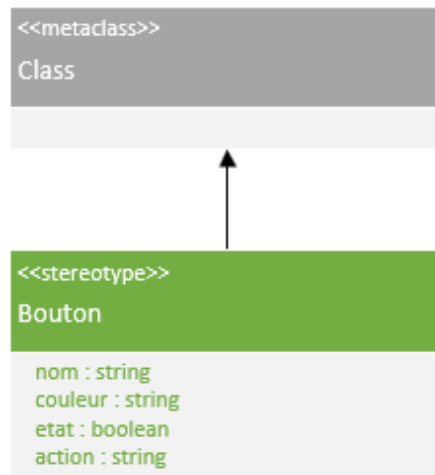 <<metaclass>>
Class
<<stereotype>>
Bouton
nom : string
couleur : string
etat : boolean
action : string